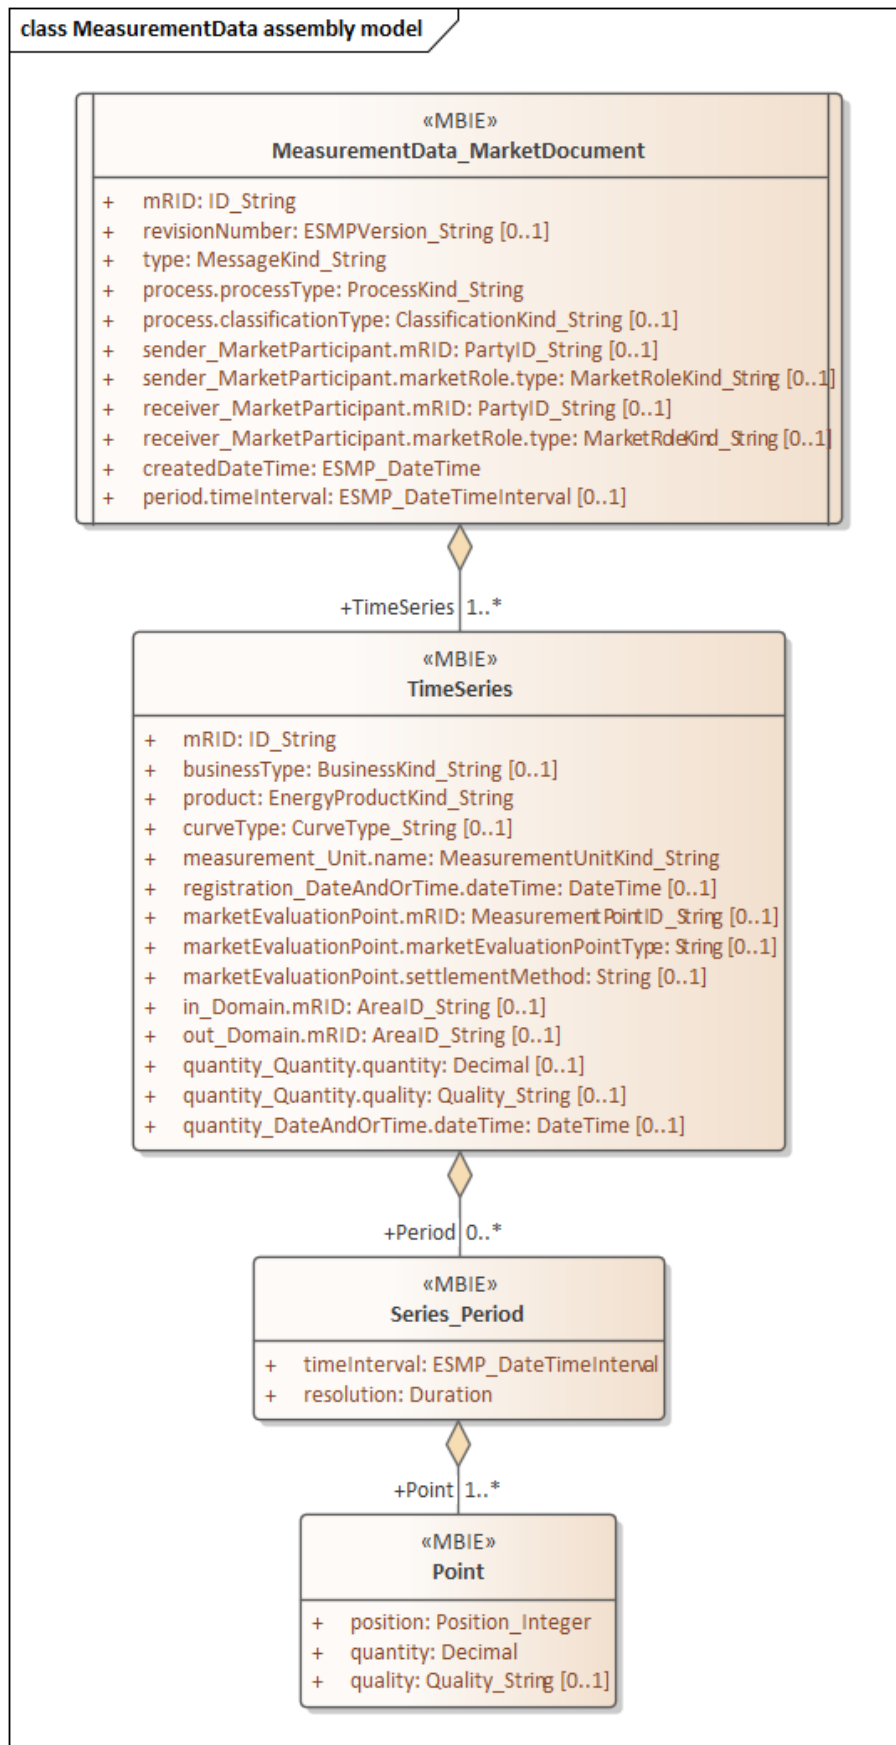 class MeasurementData assembly model
«MBIE»
MeasurementData_MarketDocument
+ mRID: ID_String
+ revisionNumber: ESMPVersion_String [0..1]
+ type: MessageKind_String
+ process.processType: ProcessKind_String
+ process.classificationType: ClassificationKind_String [0..1]
+ sender_MarketParticipant.mRID: PartyID_String [0..1]
+ sender_MarketParticipant.marketRole.type: MarketRoleKind_String [0..1]
+ receiver_MarketParticipant.mRID: PartyID_String [0..1]
+ receiver_MarketParticipant.marketRole.type: MarketRoleKind_String [0..1]
+ createdDateTime: ESMP_DateTime
+ period.timeInterval: ESMP_DateTimeInterval [0..1]
+TimeSeries 1..*
«MBIE»
TimeSeries
+ mRID: ID_String
+ businessType: BusinessKind_String [0..1]
+ product: EnergyProductKind_String
+ curveType: CurveType_String [0..1]
+ measurement_Unit.name: MeasurementUnitKind_String
+ registration_DateAndOrTime.dateTime: DateTime [0..1]
+ marketEvaluationPoint.mRID: MeasurementPointID_String [0..1]
+ marketEvaluationPoint.marketEvaluationPointType: String [0..1]
+ marketEvaluationPoint.settlementMethod: String [0..1]
+ in_Domain.mRID: AreaID_String [0..1]
+ out_Domain.mRID: AreaID_String [0..1]
+ quantity_Quantity.quantity: Decimal [0..1]
+ quantity_Quantity.quality: Quality_String [0..1]
+ quantity_DateAndOrTime.dateTime: DateTime [0..1]
+Period 0..*
«MBIE»
Series_Period
+ timeInterval: ESMP_DateTimeInterval
+ resolution: Duration
+Point 1..*
«MBIE»
Point
+ position: Position_Integer
+ quantity: Decimal
+ quality: Quality_String [0..1]